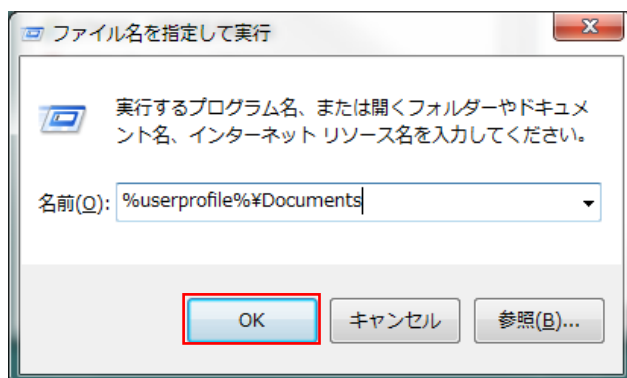 ファイル名を指定して実行
実行するプログラム名、または開くフォルダーやドキュメ
ント名、インターネット リソース名を入力してください。
名前(O): %userprofile%¥Documents
OK キャンセル 参照(B)...